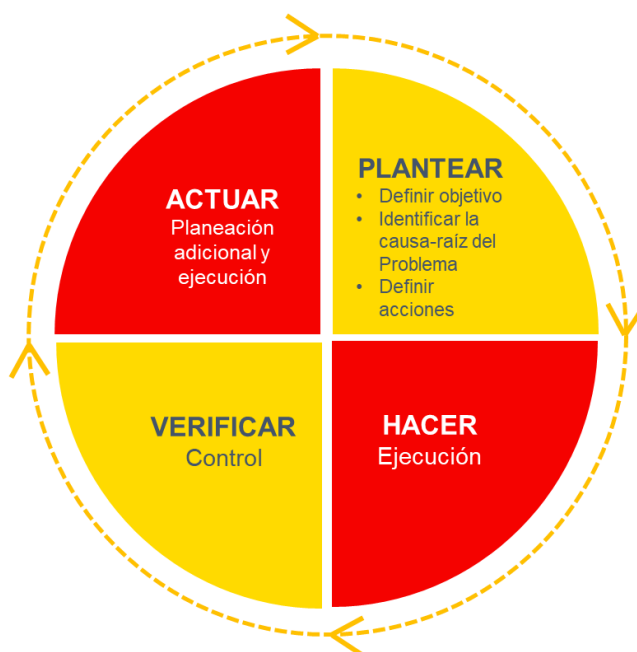 ACTUAR
Planeación
adicional y
ejecución
PLANTEAR
• Definir objetivo
• Identificar la
causa-raíz del
Problema
• Definir
acciones
VERIFICAR
Control
HACER
Ejecución